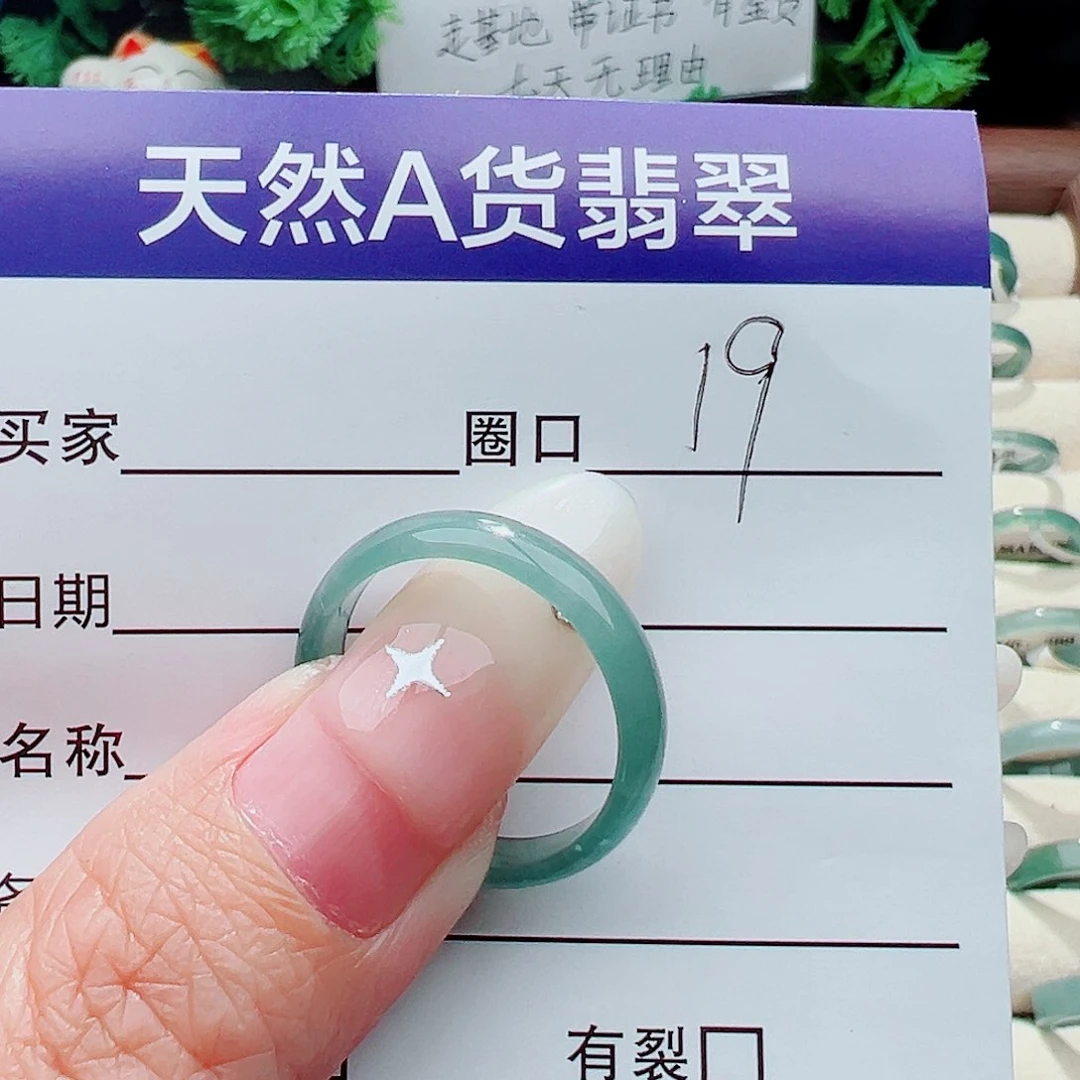 走基地 带证书
七天无理由
天然A货翡翠
买家 圈口 19
日期
名称
有裂